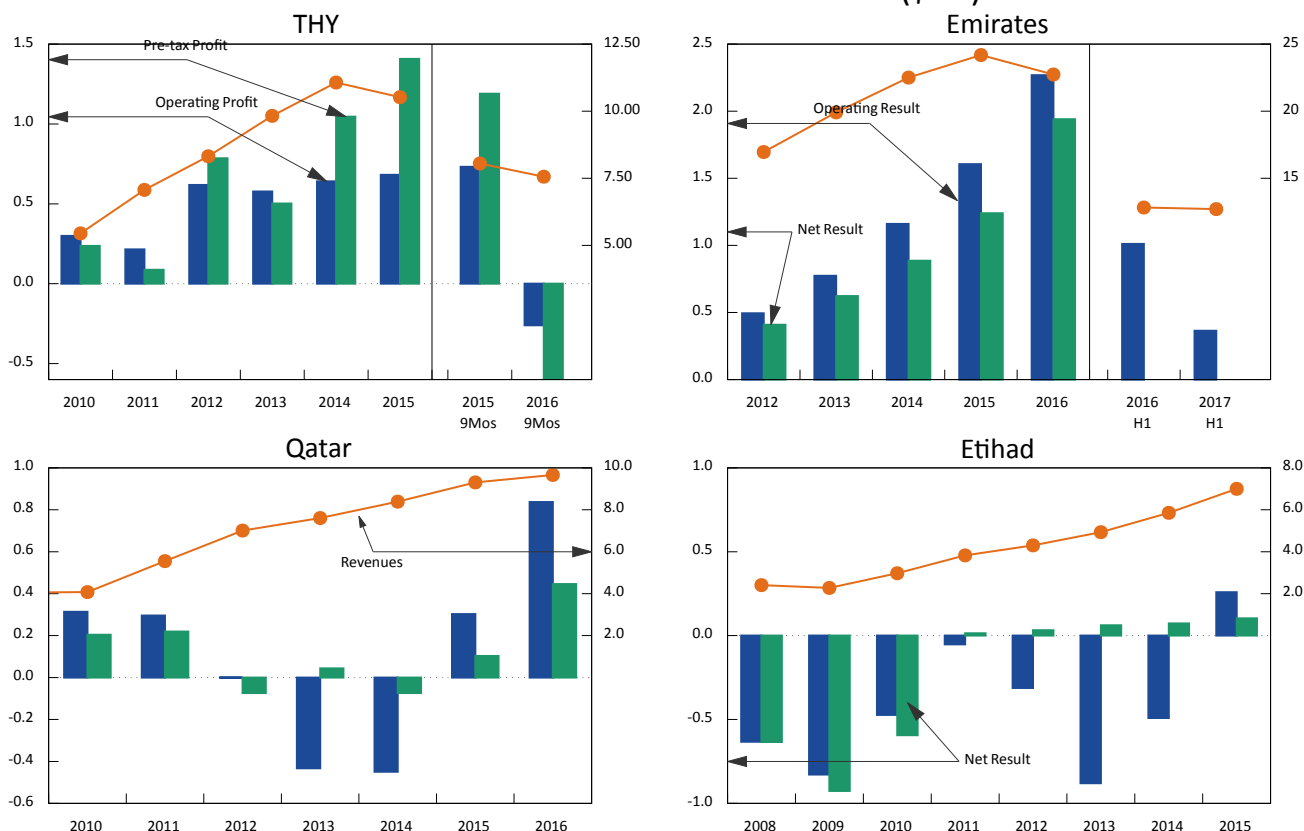 THY
Emirates
1.5
1.0
0.5
0.0
-0.5
12.50
10.00
7.50
5.00
Pre-tax Profit
Operating Profit
2010 2011 2012 2013 2014 2015 2015 2016
9Mos 9Mos
2.5
2.0
1.5
1.0
0.5
0.0
25
20
15
Operating Result
Net Result
2012 2013 2014 2015 2016 2016 2017
H1 H1
Qatar
Etihad
1.0
0.8
0.6
0.4
0.2
0.0
-0.2
-0.4
-0.6
10.0
8.0
6.0
4.0
2.0
Revenues
2010 2011 2012 2013 2014 2015 2016
1.0
0.5
0.0
-0.5
-1.0
8.0
6.0
4.0
2.0
Net Result
2008 2009 2010 2011 2012 2013 2014 2015